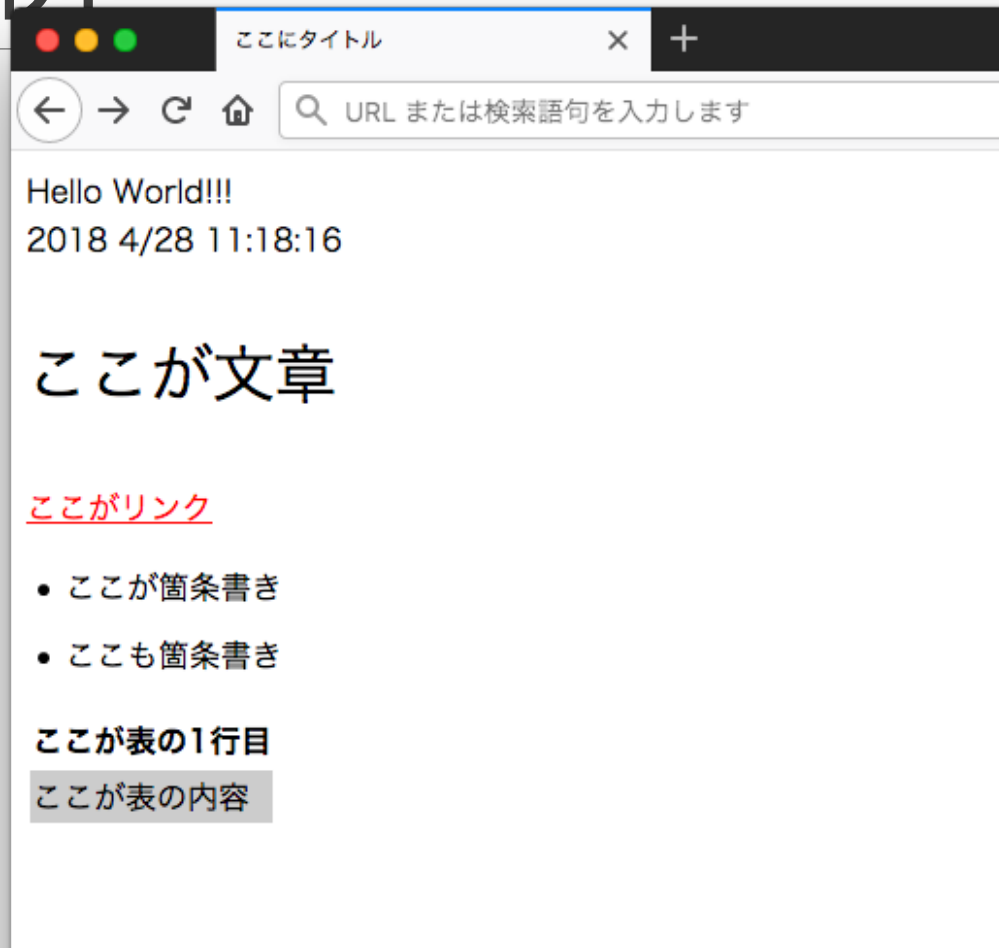 ここにタイトル
URL または検索語句を入力します
Hello World!!!
2018 4/28 11:18:16
ここが文章
ここがリンク
ここが箇条書き
ここも箇条書き
ここが表の1行目
ここが表の内容